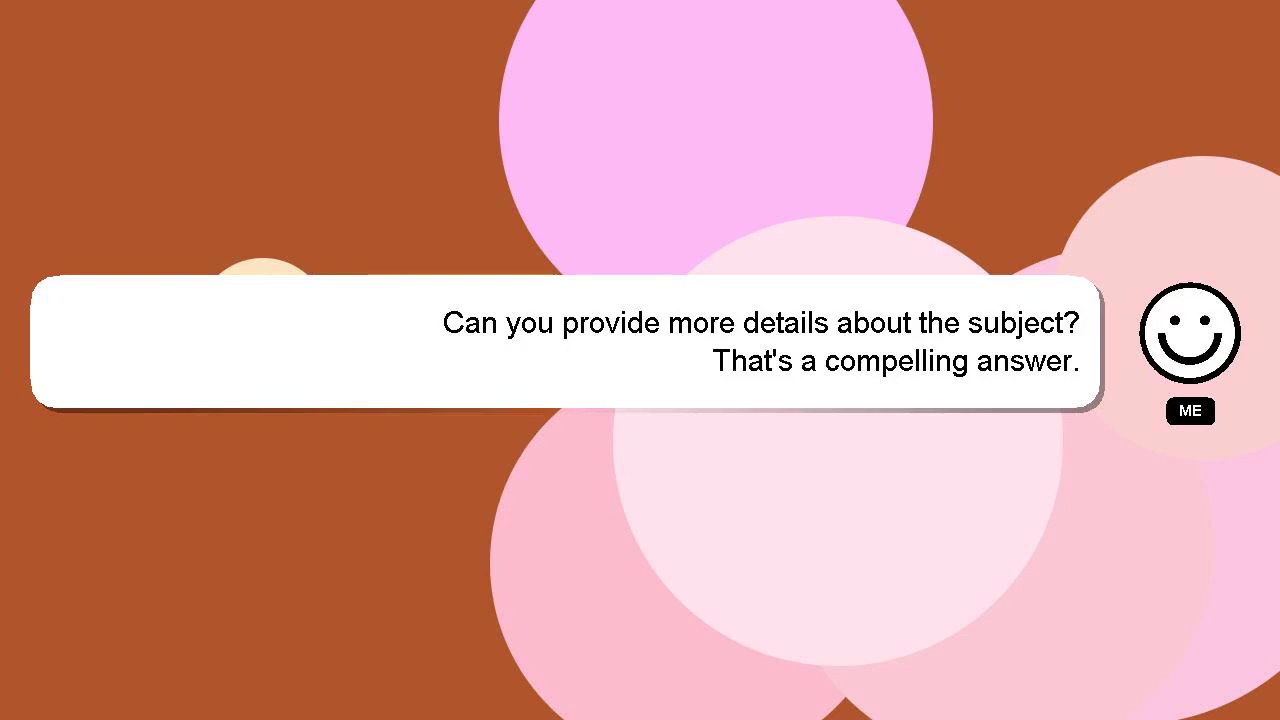 Can you provide more details about the subject?
That's a compelling answer.
ME